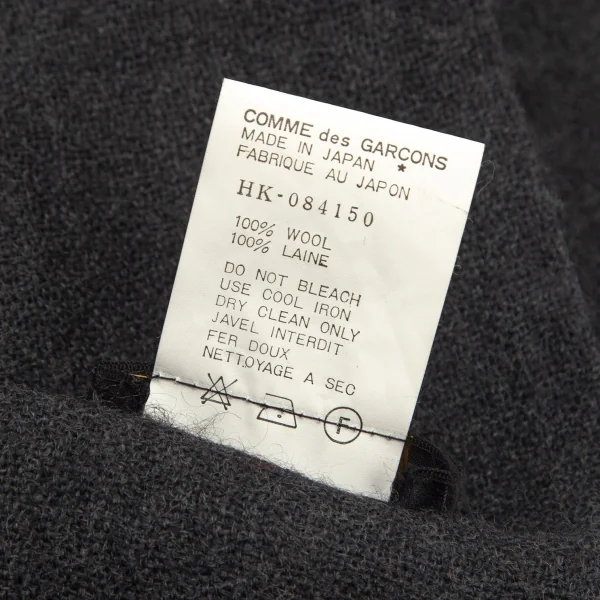 COMME des GARCONS
MADE IN JAPAN *
FABRIQUE AU JAPON
HK-084150
100% WOOL
100% LAINE
DO NOT BLEACH
USE COOL IRON
DRY CLEAN ONLY
JAVEL INTERDIT
FER DOUX
NETTOYAGE A SEC
F